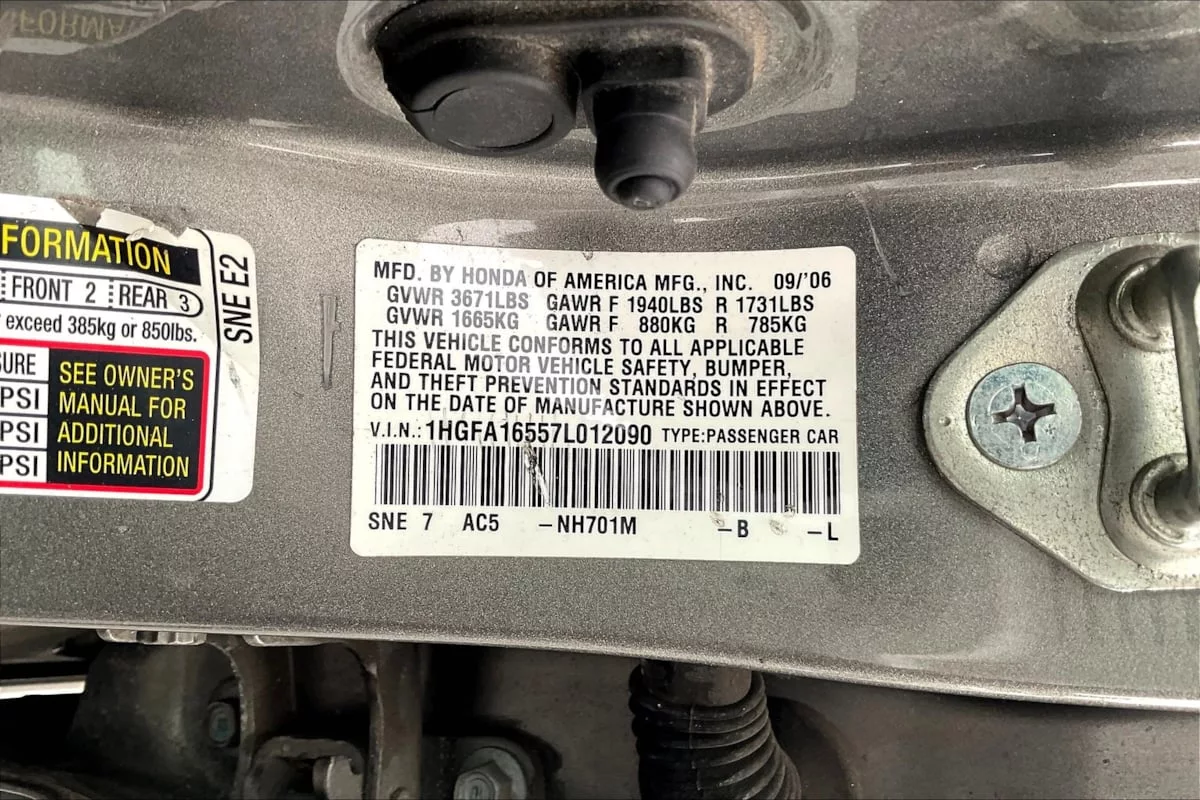 FORMATION
FRONT 2 REAR 3
exceed 385kg or 850lbs.
SURE
PSI
PSI
PSI
SEE OWNER'S
MANUAL FOR
ADDITIONAL
INFORMATION
SNE E2
MFD. BY HONDA OF AMERICA MFG., INC. 09/'06
GVWR 3671LBS GAWR F 1940LBS R 1731LBS
GVWR 1665KG GAWR F 880KG R 785KG
THIS VEHICLE CONFORMS TO ALL APPLICABLE
FEDERAL MOTOR VEHICLE SAFETY, BUMPER,
AND THEFT PREVENTION STANDARDS IN EFFECT
ON THE DATE OF MANUFACTURE SHOWN ABOVE.
V.I.N.: 1HGFA16557L012090 TYPE:PASSENGER CAR
SNE 7 AC5 –NH701M –B –L